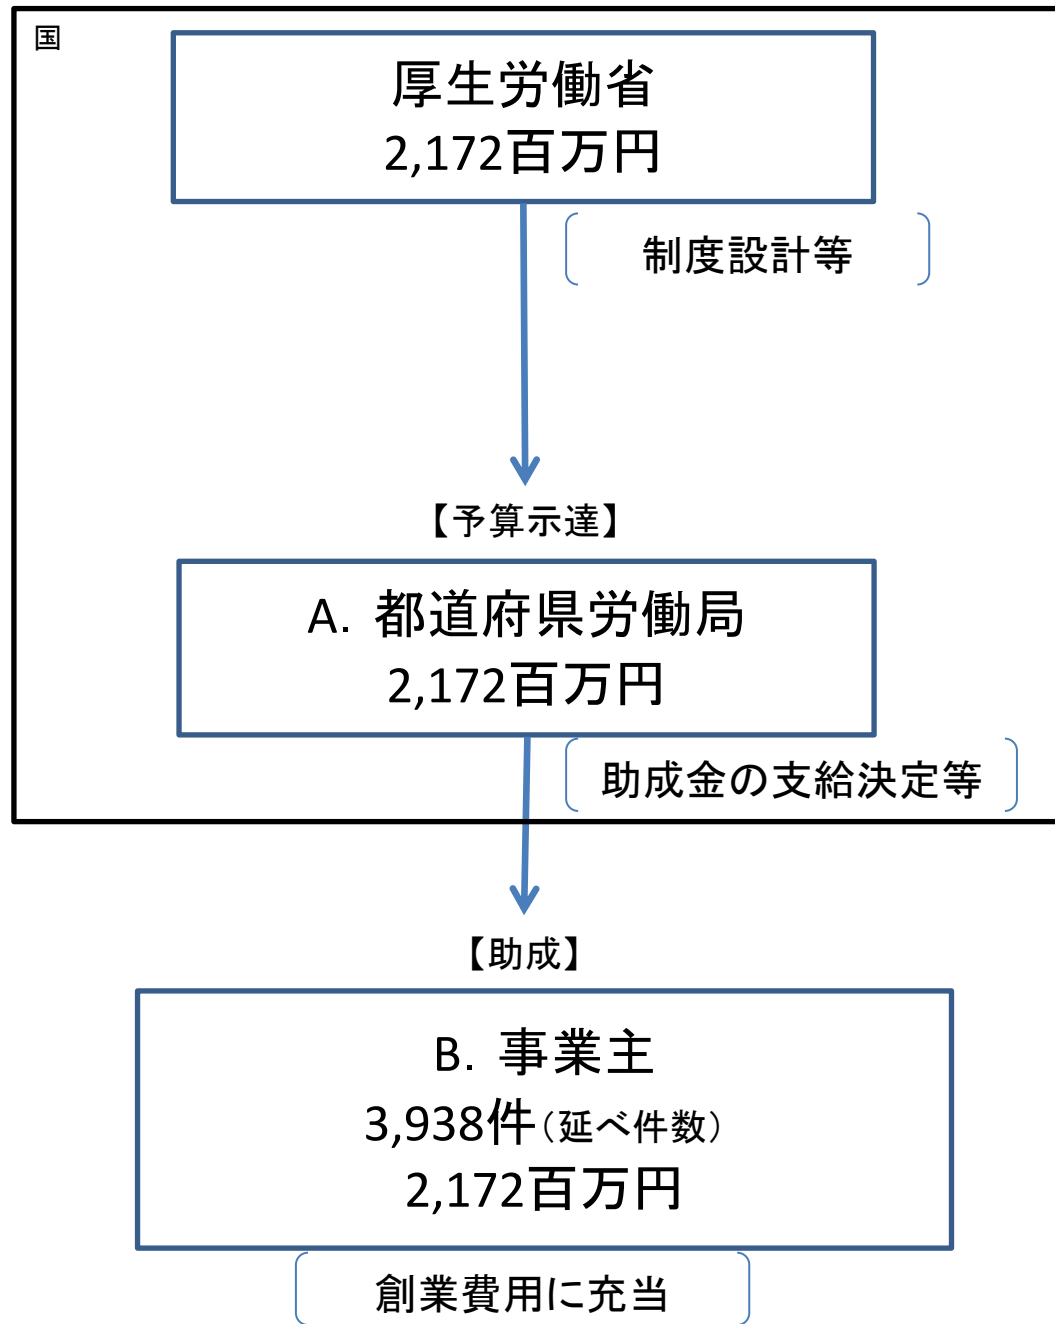 国
厚生労働省
2,172百万円
制度設計等
【予算示達】
A. 都道府県労働局
2,172百万円
助成金の支給決定等
【助成】
B. 事業主
3,938件（延べ件数）
2,172百万円
創業費用に充当